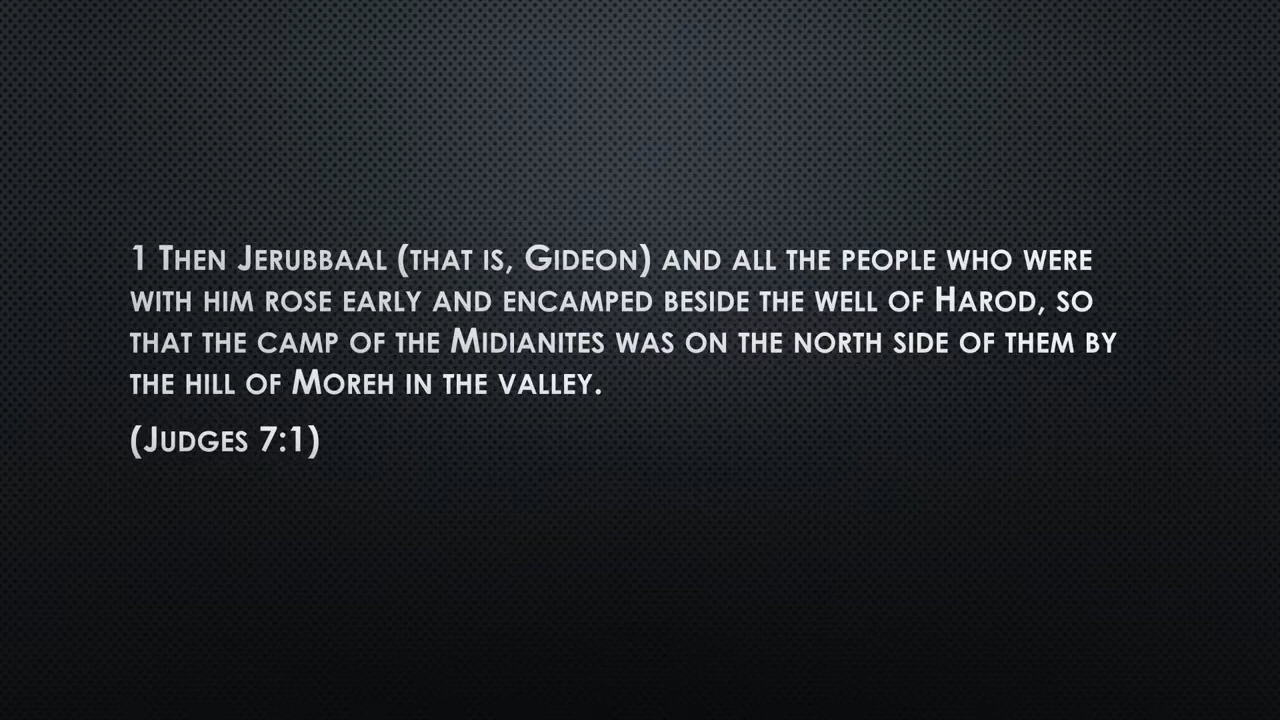 1 Then Jerubbaal (that is, Gideon) and all the people who were
with him rose early and encamped beside the well of Harod, so
that the camp of the Midianites was on the north side of them by
the hill of Moreh in the valley.
(Judges 7:1)